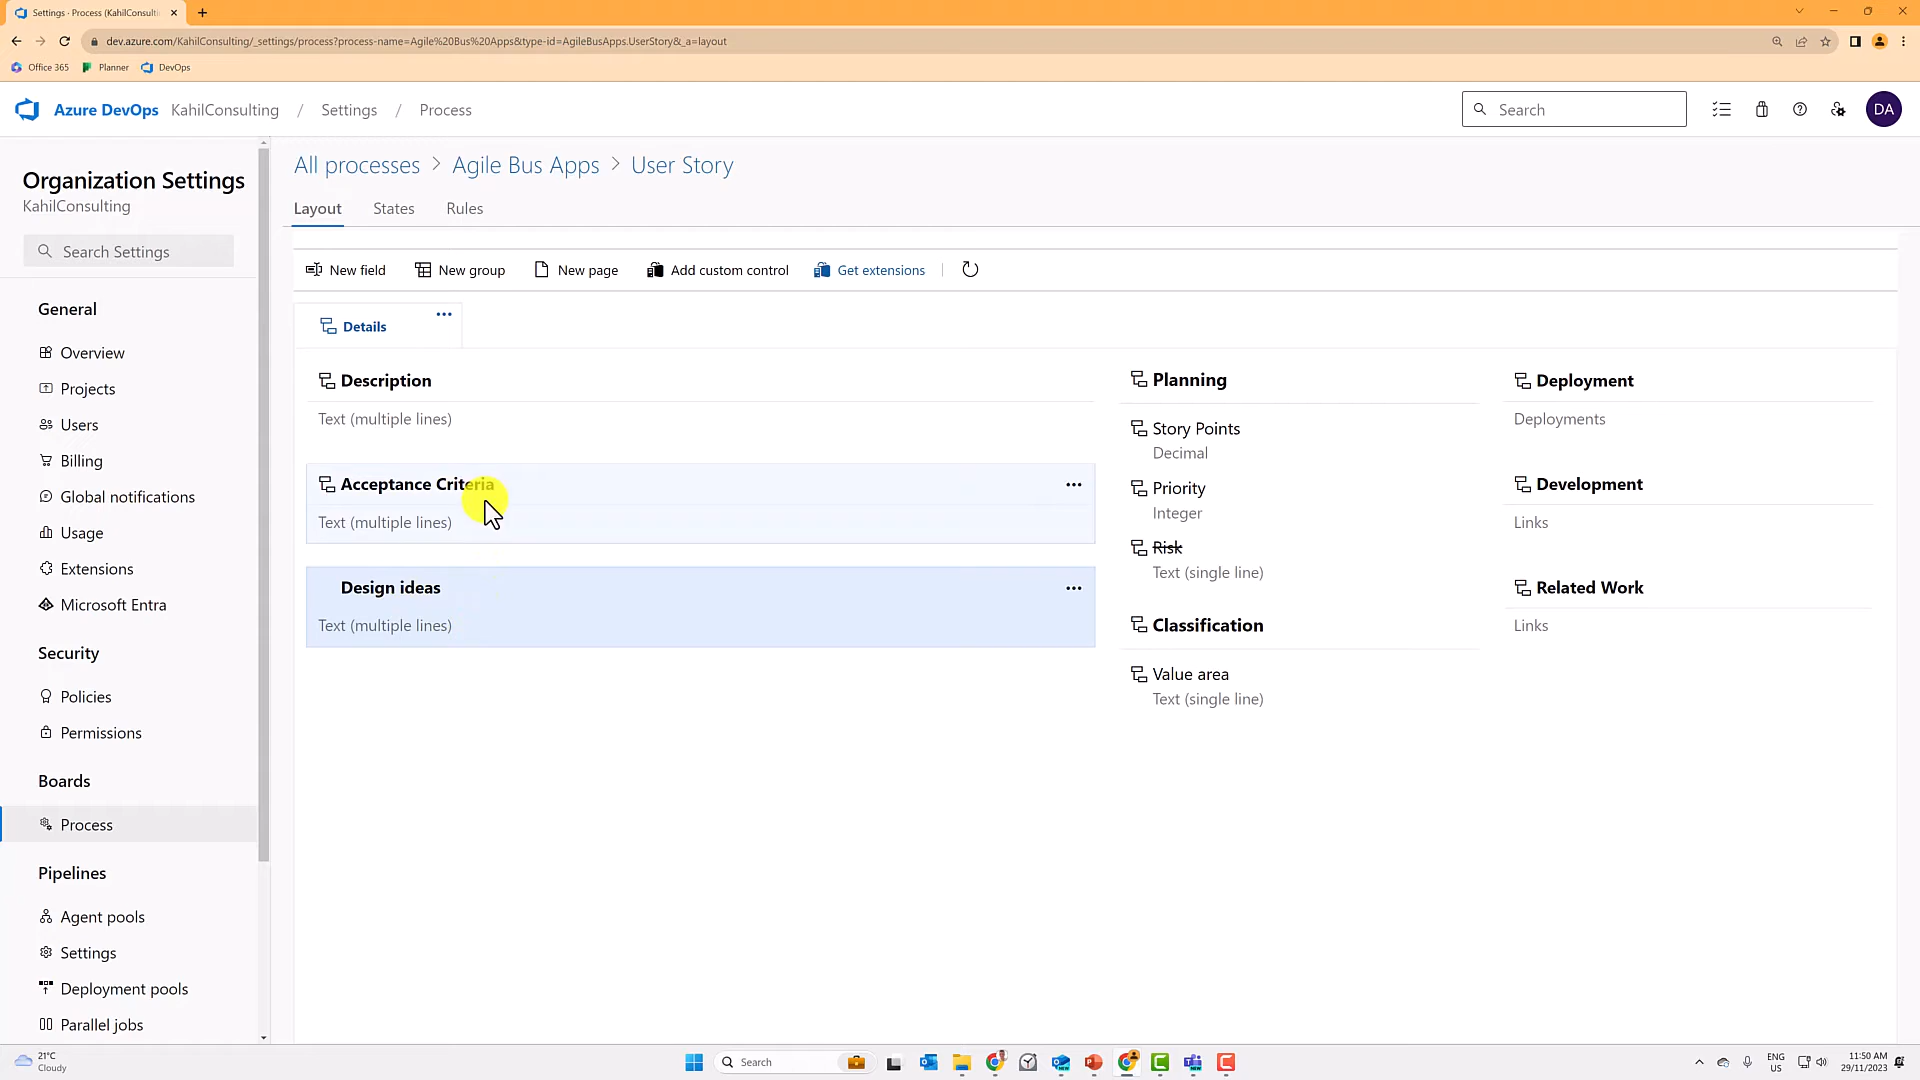 Settings - Process (KahilConsulti
dev.azure.com/KahilConsulting/_settings/process?process-name=Agile%20Bus%20Apps&type-id=AgileBusApps.UserStory&_a=layout
Office 365 Planner DevOps
Azure DevOps KahilConsulting / Settings / Process
Search
DA
Organization Settings
KahilConsulting
Search Settings
General
Overview
Projects
Users
Billing
Global notifications
Usage
Extensions
Microsoft Entra
Security
Policies
Permissions
Boards
Process
Pipelines
Agent pools
Settings
Deployment pools
Parallel jobs
All processes > Agile Bus Apps > User Story
Layout States Rules
New field New group New page Add custom control Get extensions
Details
Description
Text (multiple lines)
Acceptance Criteria
Text (multiple lines)
Design ideas
Text (multiple lines)
Planning
Story Points
Decimal
Priority
Integer
Risk
Text (single line)
Classification
Value area
Text (single line)
Deployment
Deployments
Development
Links
Related Work
Links
21°C
Cloudy
Search
ENG
US
11:50 AM
29/11/2023